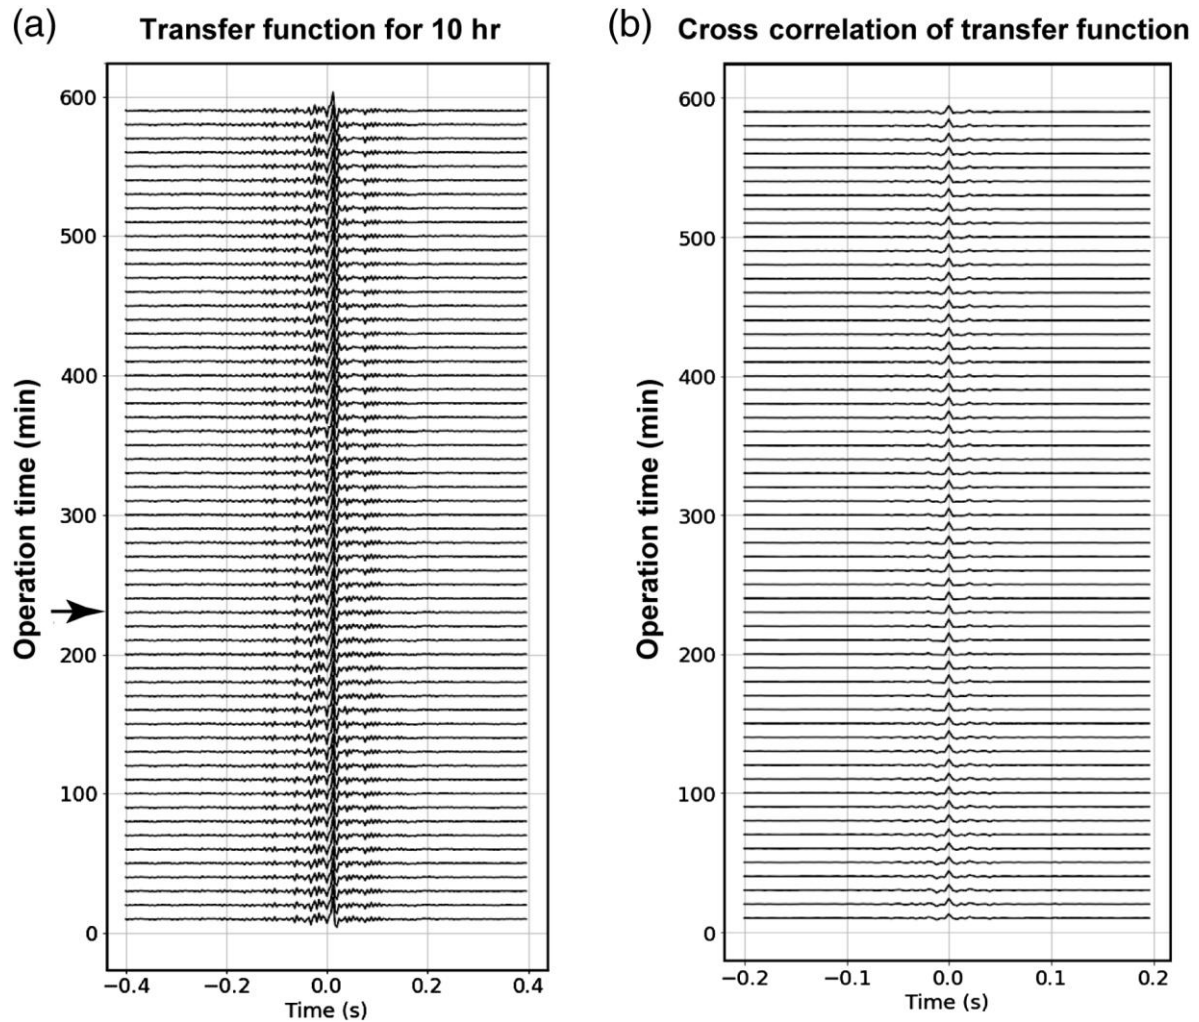 (a) Transfer function for 10 hr
600
500
400
300
200
100
0
Operation time (min)
−0.4 −0.2 0.0 0.2 0.4
Time (s)
(b) Cross correlation of transfer function
600
500
400
300
200
100
0
Operation time (min)
−0.2 −0.1 0.0 0.1 0.2
Time (s)